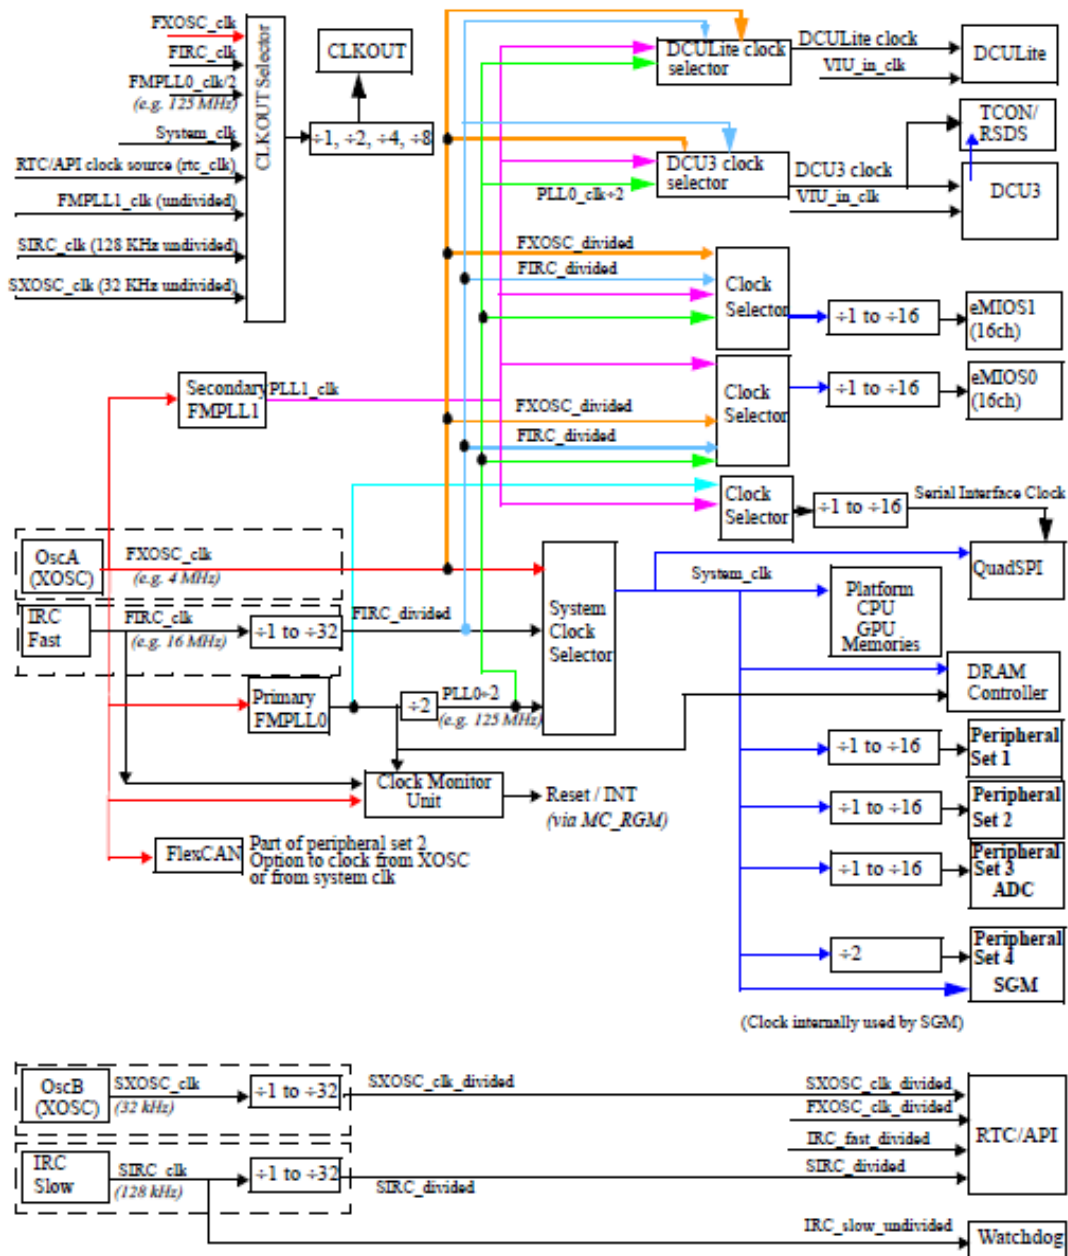 FXOSC_clk
FIRC_clk
FMPLL0_clk/2
(e.g. 125 MHz)
System_clk
RTC/API clock source (rtc_clk)
FMPLL1_clk (undivided)
SIRC_clk (128 KHz undivided)
SXOSC_clk (32 KHz undivided)
CLKOUT Selector
CLKOUT
÷1, ÷2, ÷4, ÷8
DCULite clock
selector
DCULite clock
VIU_in_clk
DCULite
TCON/
RSDS
DCU3 clock
selector
PLL0_clk÷2
DCU3 clock
VIU_in_clk
DCU3
FXOSC_divided
FIRC_divided
Clock
Selector
÷1 to ÷16
eMIOS1
(16ch)
Secondary
FMPLL1
PLL1_clk
FXOSC_divided
FIRC_divided
Clock
Selector
÷1 to ÷16
eMIOS0
(16ch)
Clock
Selector
÷1 to ÷16
Serial Interface Clock
QuadSPI
OscA
(XOSC)
FXOSC_clk
(e.g. 4 MHz)
IRC
Fast
FIRC_clk
(e.g. 16 MHz)
÷1 to ÷32
FIRC_divided
System
Clock
Selector
System_clk
Platform
CPU
GPU
Memories
Primary
FMPLL0
÷2
PLL0÷2
(e.g. 125 MHz)
DRAM
Controller
Clock Monitor
Unit
Reset / INT
(via MC_RGM)
÷1 to ÷16
Peripheral
Set 1
÷1 to ÷16
Peripheral
Set 2
FlexCAN
Part of peripheral set 2
Option to clock from XOSC
or from system clk
÷1 to ÷16
Peripheral
Set 3
ADC
÷2
Peripheral
Set 4
SGM
(Clock internally used by SGM)
OscB
(XOSC)
SXOSC_clk
(32 kHz)
÷1 to ÷32
SXOSC_clk_divided
SXOSC_clk_divided
FXOSC_clk_divided
IRC_fast_divided
SIRC_divided
RTC/API
IRC
Slow
SIRC_clk
(128 kHz)
÷1 to ÷32
SIRC_divided
IRC_slow_undivided
Watchdog